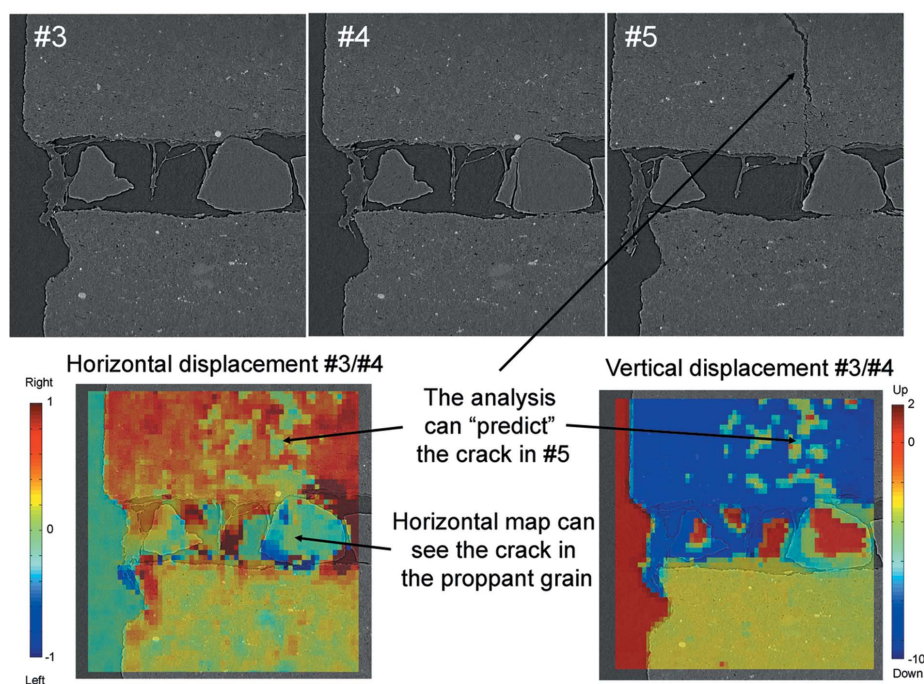 #3
#4
#5
Horizontal displacement #3/#4
Right
1
0
-1
Left
The analysis
can “predict”
the crack in #5
Horizontal map can
see the crack in
the proppant grain
Vertical displacement #3/#4
Up
2
0
-10
Down